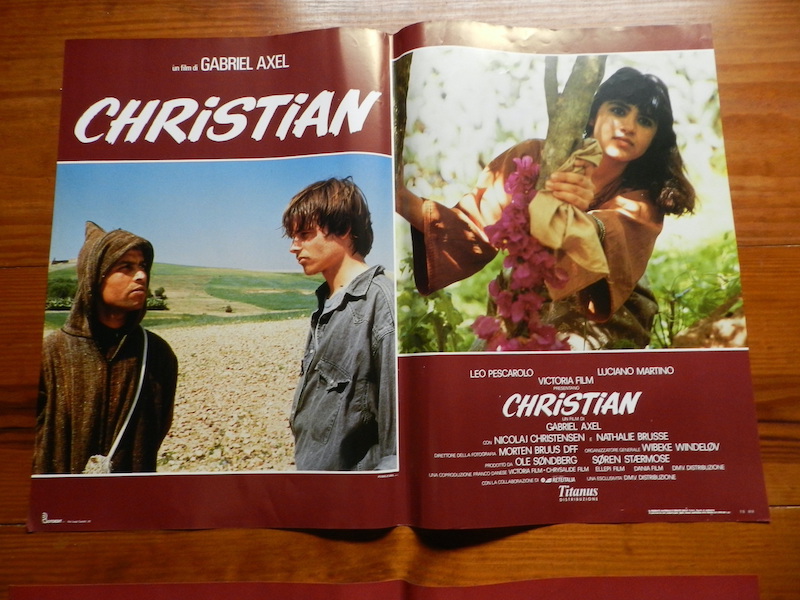 un film di GABRIEL AXEL
CHRiSTiAN
LEO PESCAROLO LUCIANO MARTINO
VICTORIA FILM
PRESENTANO
CHRiSTiAN
UN FILM DI
GABRIEL AXEL
CON NICOLAJ CHRISTENSEN E NATHALIE BRUSSE
DIRETTORE DELLA FOTOGRAFIA MORTEN BRUUS DFF ORGANIZZATORE GENERALE WIBEKE WINDELØV
PRODOTTO DA OLE SØNDBERG SØREN STÆRMOSE
UNA COPRODUZIONE FRANCO DANESE VICTORIA FILM - CHRYSALIDE FILM ELLEPI FILM DANIA FILM DMV DISTRIBUZIONE
CON LA COLLABORAZIONE DI RETEITALIA UNA ESCLUSIVITÀ DMV DISTRIBUZIONE
Titanus
DISTRIBUZIONE